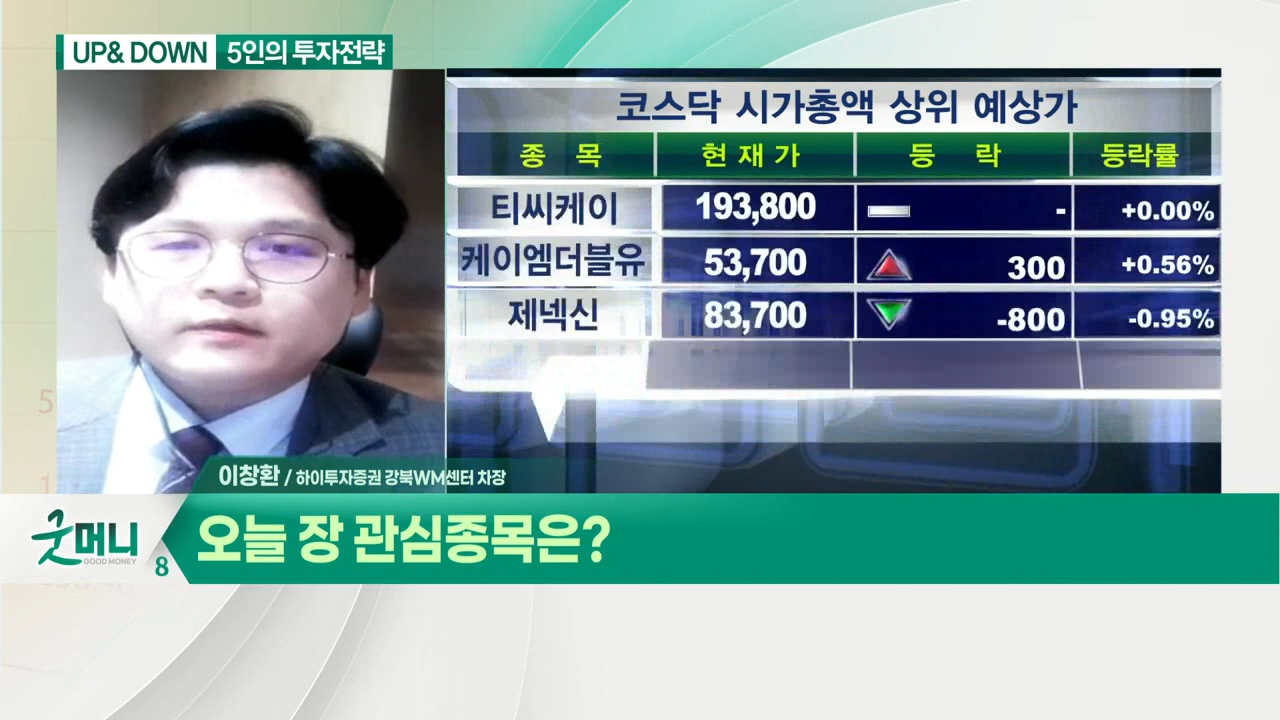 UP& DOWN 5인의 투자전략
코스닥 시가총액 상위 예상가
종 목 현 재 가 등 락 등락률
티씨케이 193,800 - +0.00%
케이엠더블유 53,700 300 +0.56%
제넥신 83,700 -800 -0.95%
5
1
이창환 / 하이투자증권 강북WM센터 차장
굿머니
GOOD MONEY
8
오늘 장 관심종목은?